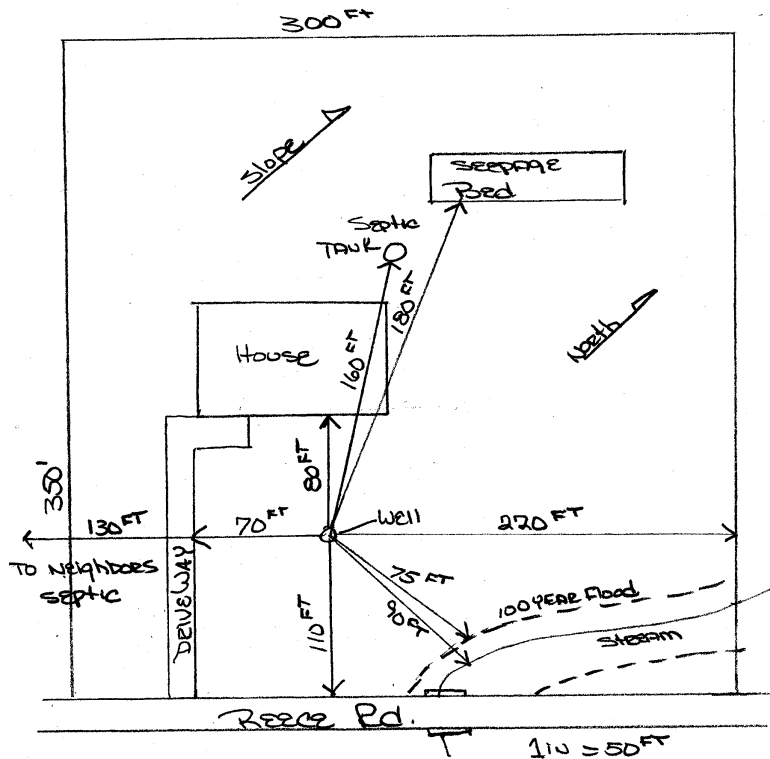 300 FT
Slope
SEEPAGE
Bed
Septic
TANK
180 FT
160 FT
House
North
350'
80 FT
130 FT
70 FT
WELL
220 FT
TO NEIGHBORS
SEPTIC
DRIVEWAY
110 FT
75 FT
90 FT
100 YEAR Flood
STREAM
REECE Rd.
1 IN = 50 FT